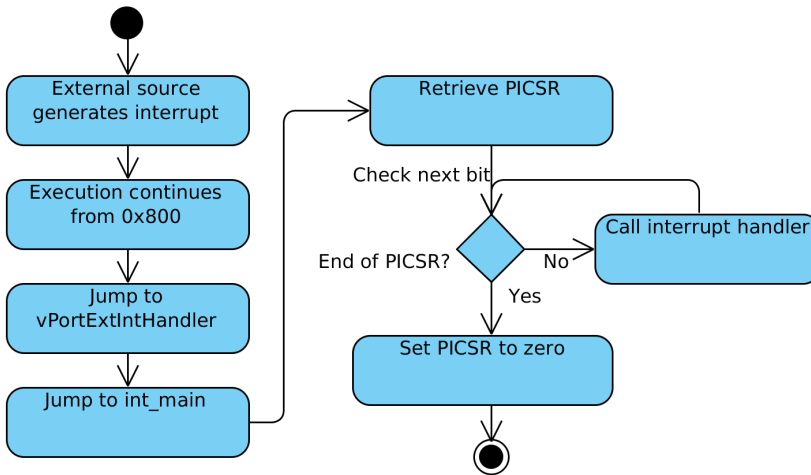 External source
generates interrupt
Execution continues
from 0x800
Jump to
vPortExtIntHandler
Jump to int_main
Retrieve PICSR
Check next bit
Call interrupt handler
End of PICSR?
No
Yes
Set PICSR to zero